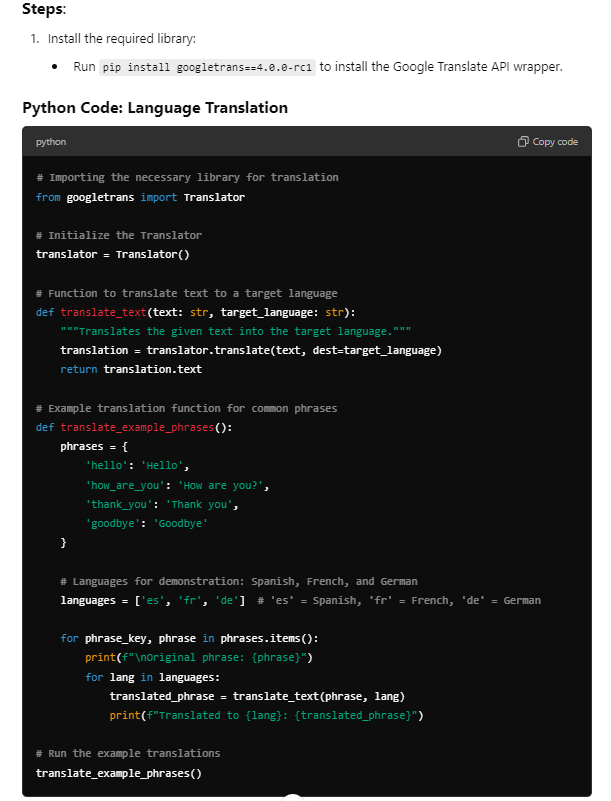 Steps:
1. Install the required library:
• Run pip install googletrans==4.0.0-rc1 to install the Google Translate API wrapper.
Python Code: Language Translation
python
Copy code
# Importing the necessary library for translation
from googletrans import Translator
# Initialize the Translator
translator = Translator()
# Function to translate text to a target language
def translate_text(text: str, target_language: str):
    """Translates the given text into the target language."""
    translation = translator.translate(text, dest=target_language)
    return translation.text
# Example translation function for common phrases
def translate_example_phrases():
    phrases = {
        'hello': 'Hello',
        'how_are_you': 'How are you?',
        'thank_you': 'Thank you',
        'goodbye': 'Goodbye'
    }
    # Languages for demonstration: Spanish, French, and German
    languages = ['es', 'fr', 'de']  # 'es' = Spanish, 'fr' = French, 'de' = German
    for phrase_key, phrase in phrases.items():
        print(f"\nOriginal phrase: {phrase}")
        for lang in languages:
            translated_phrase = translate_text(phrase, lang)
            print(f"Translated to {lang}: {translated_phrase}")
# Run the example translations
translate_example_phrases()